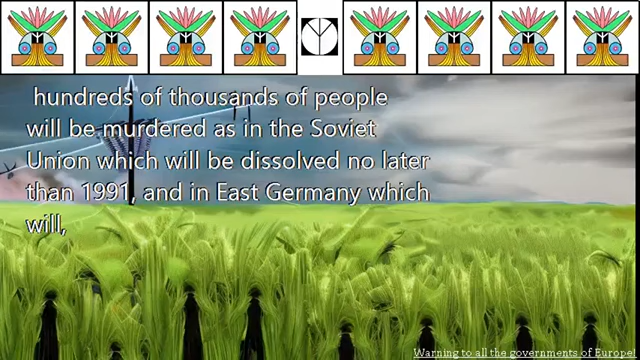 hundreds of thousands of people
will be murdered as in the Soviet
Union which will be dissolved no later
than 1991, and in East Germany which
will,
Warning to all the governments of Europe!